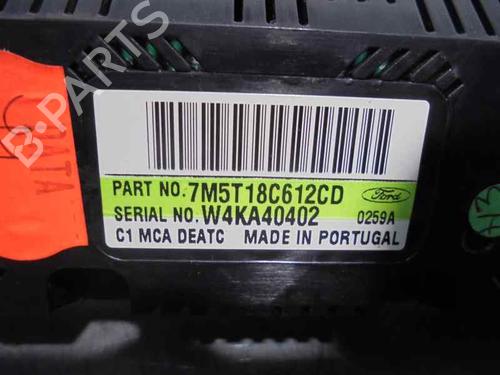 B-PARTS
PART NO. 7M5T18C612CD Ford
SERIAL NO. W4KA40402 0259A
C1 MCA DEATC MADE IN PORTUGAL